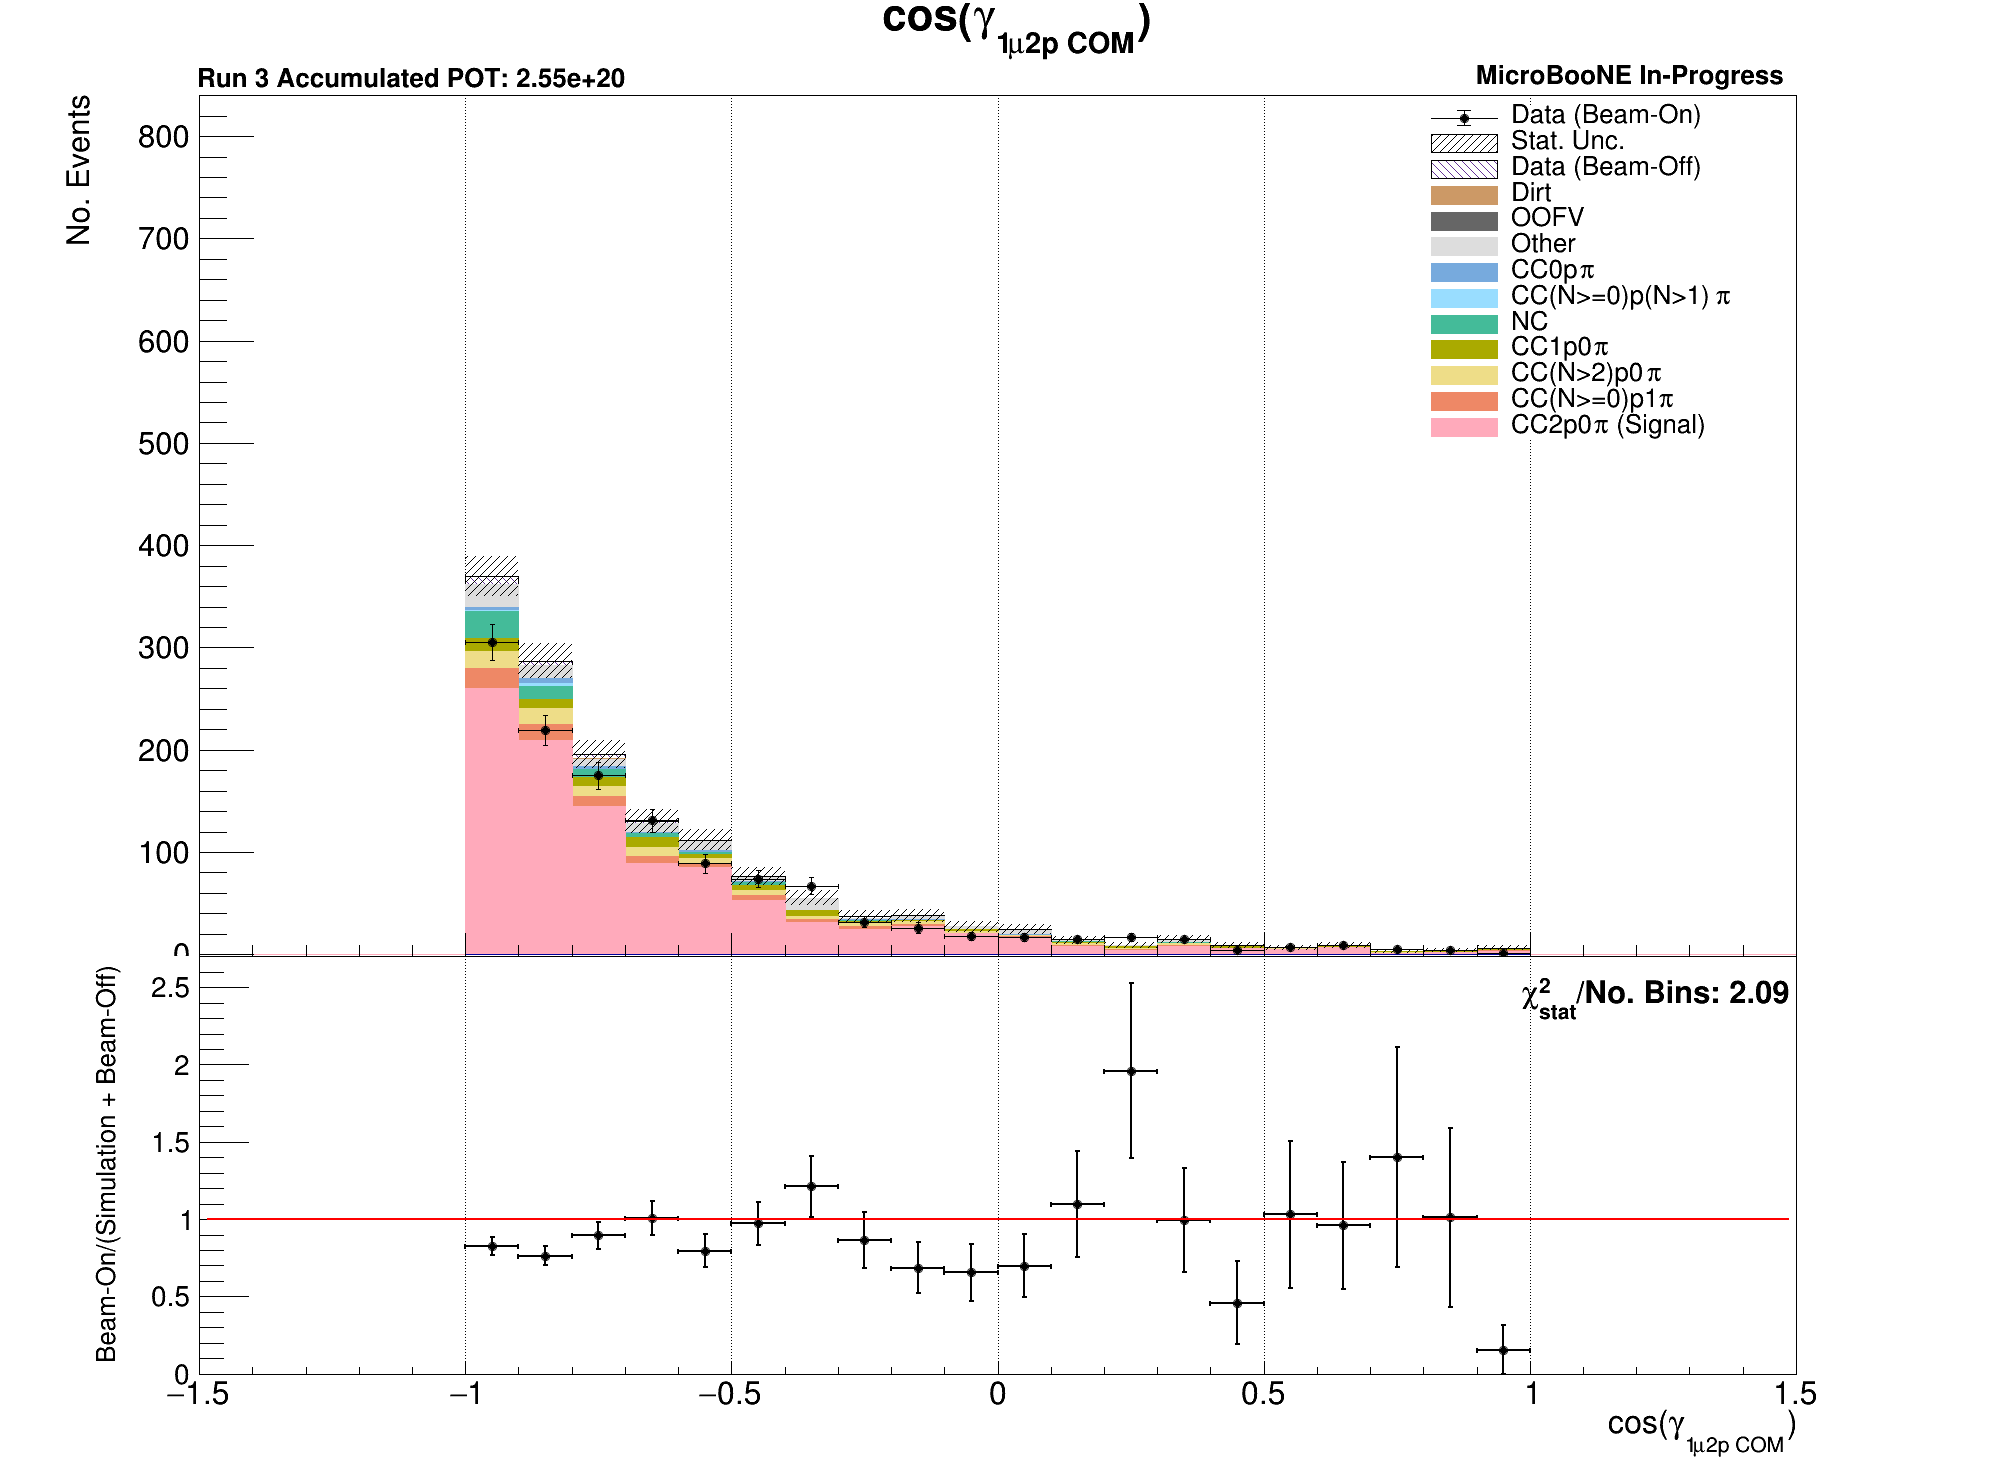 cos(γ1μ2p COM)
Run 3 Accumulated POT: 2.55e+20
MicroBooNE In-Progress
No. Events
800
700
600
500
400
300
200
100
0
Data (Beam-On)
Stat. Unc.
Data (Beam-Off)
Dirt
OOFV
Other
CC0pπ
CC(N>=0)p(N>1) π
NC
CC1p0π
CC(N>2)p0π
CC(N>=0)p1π
CC2p0π (Signal)
Beam-On/(Simulation + Beam-Off)
χ²stat/No. Bins: 2.09
2.5
2
1.5
1
0.5
0
−1.5 −1 −0.5 0 0.5 1 1.5
cos(γ1μ2p COM)